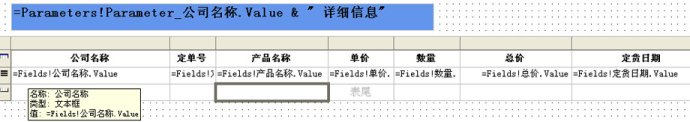 =Parameters!Parameter_公司名称.Value & " 详细信息"
公司名称 定单号 产品名称 单价 数量 总价 定货日期
=Fields!公司名称.Value =Fields! =Fields!产品名称.Value =Fields!单价. =Fields!数量. =Fields!总价.Value =Fields!定货日期.Value
表尾
名称: 公司名称
类型: 文本框
值: =Fields!公司名称.Value